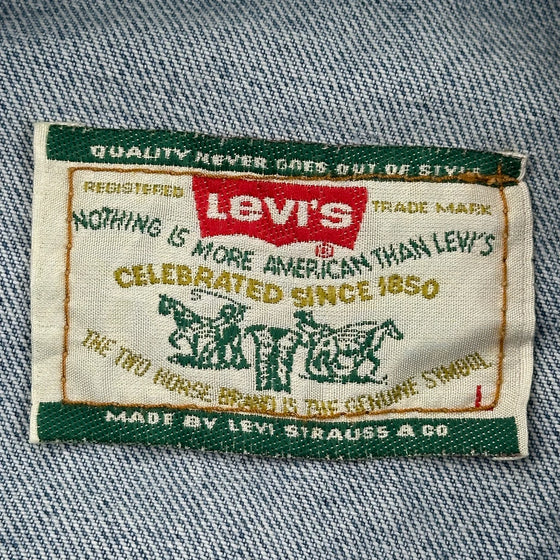 QUALITY NEVER GOES OUT OF STYLE
REGISTERED
LEVI'S
TRADE MARK
®
NOTHING IS MORE AMERICAN THAN LEVI'S
CELEBRATED SINCE 1850
THE TWO HORSE BRAND IS THE GENUINE SYMBOL
L
MADE BY LEVI STRAUSS & CO